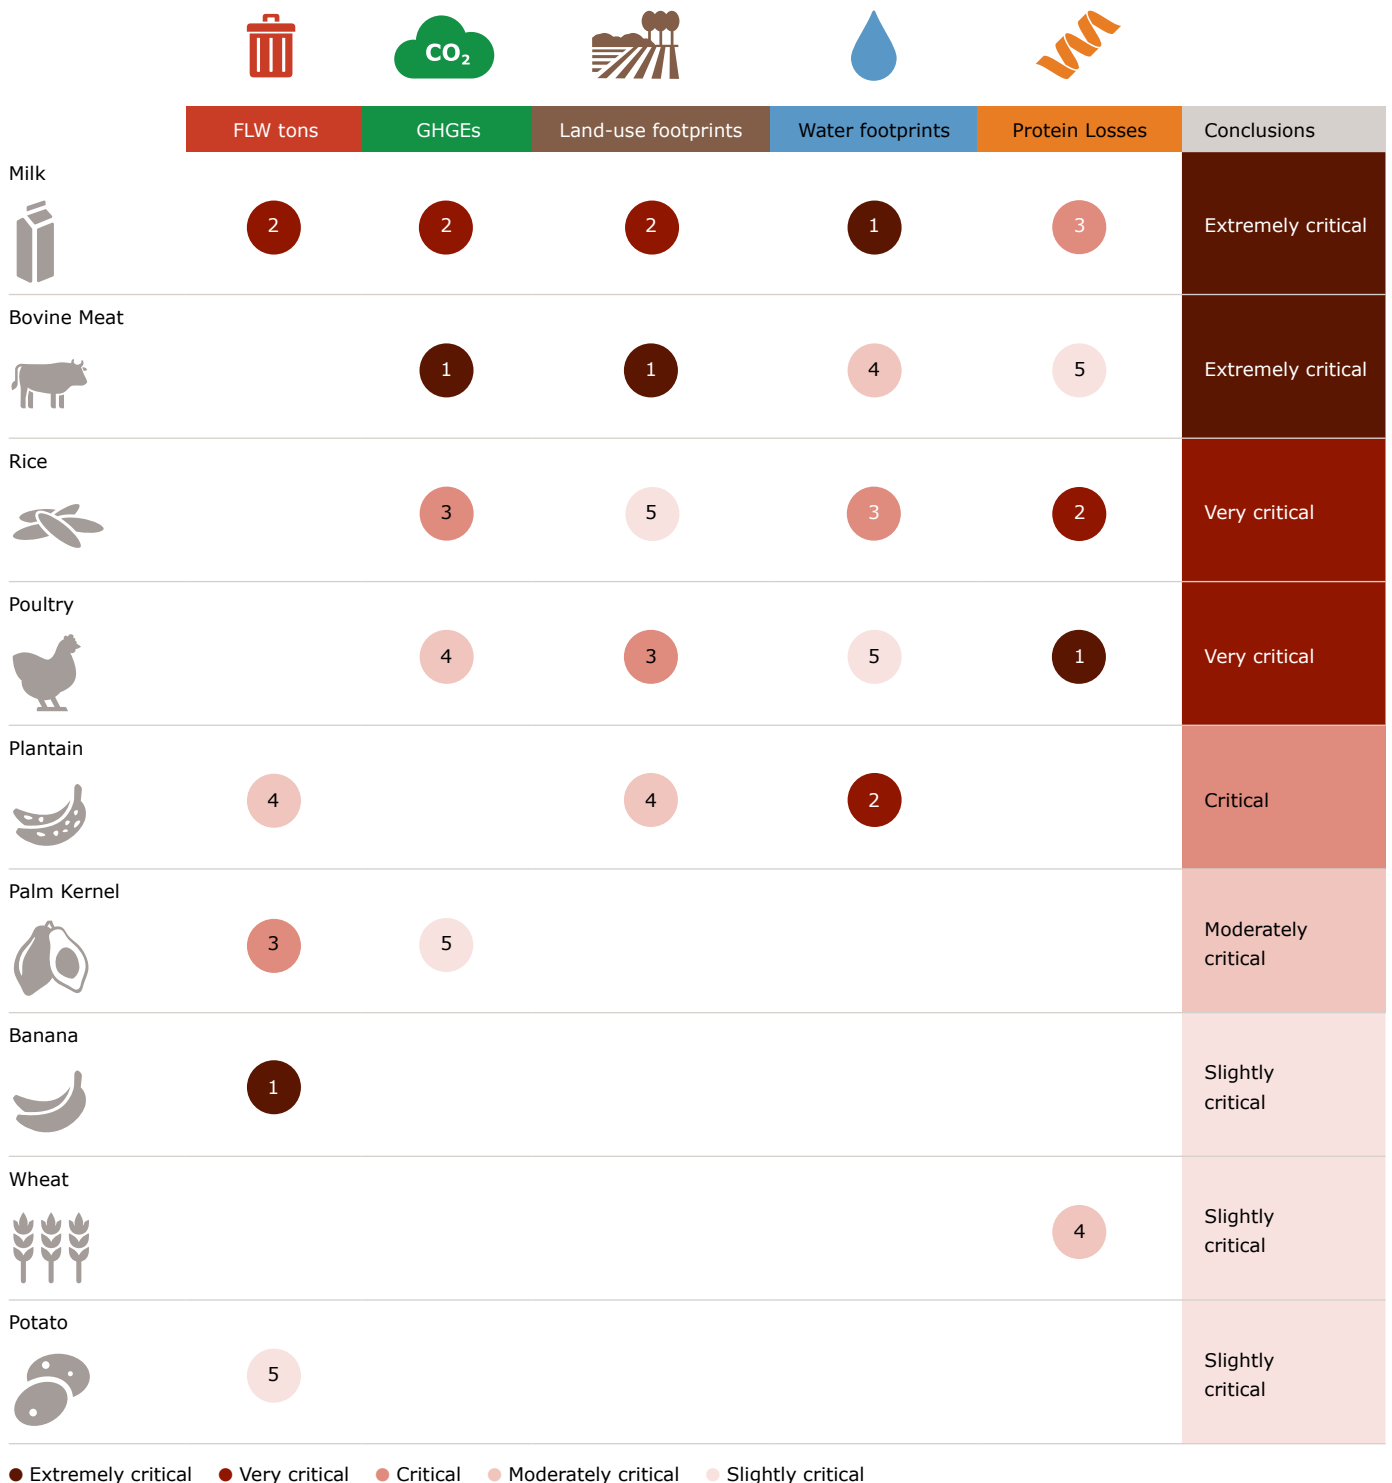 CO₂
FLW tons GHGEs Land-use footprints Water footprints Protein Losses Conclusions
Milk
2 2 2 1 3 Extremely critical
Bovine Meat
1 1 4 5 Extremely critical
Rice
3 5 3 2 Very critical
Poultry
4 3 5 1 Very critical
Plantain
4 4 2 Critical
Palm Kernel
3 5 Moderately
critical
Banana
1 Slightly
critical
Wheat
4 Slightly
critical
Potato
5 Slightly
critical
Extremely critical Very critical Critical Moderately critical Slightly critical